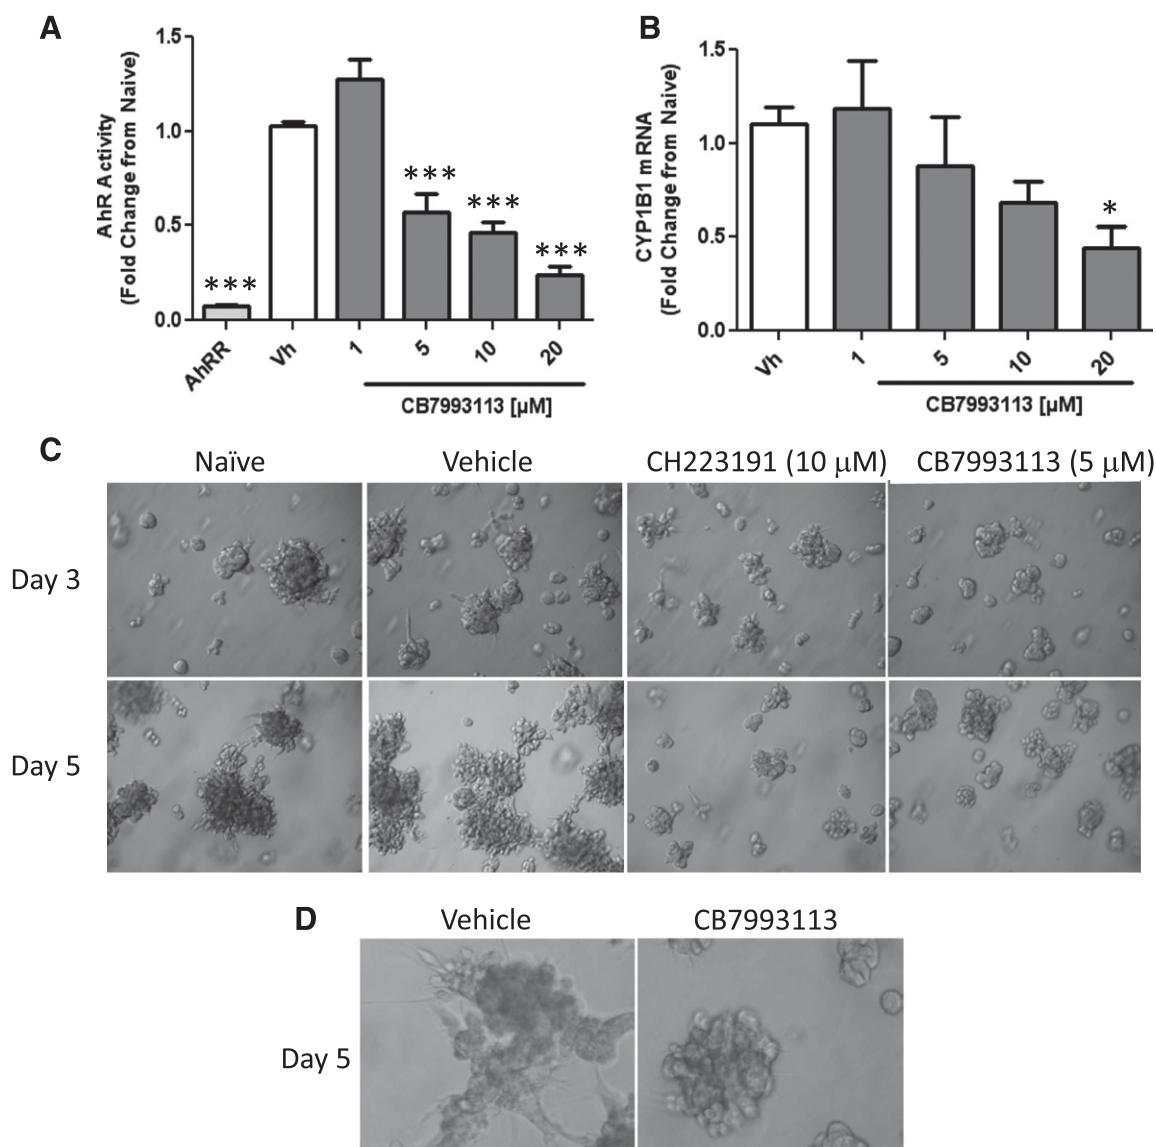 A
AhR Activity
(Fold Change from Naive)
1.5
1.0
0.5
0.0
***
***
***
***
AhRR
Vh
1
5
10
20
CB7993113 [µM]
B
CYP1B1 mRNA
(Fold Change from Naive)
1.5
1.0
0.5
0.0
*
Vh
1
5
10
20
CB7993113 [µM]
C
Naïve
Vehicle
CH223191 (10 µM)
CB7993113 (5 µM)
Day 3
Day 5
D
Vehicle
CB7993113
Day 5